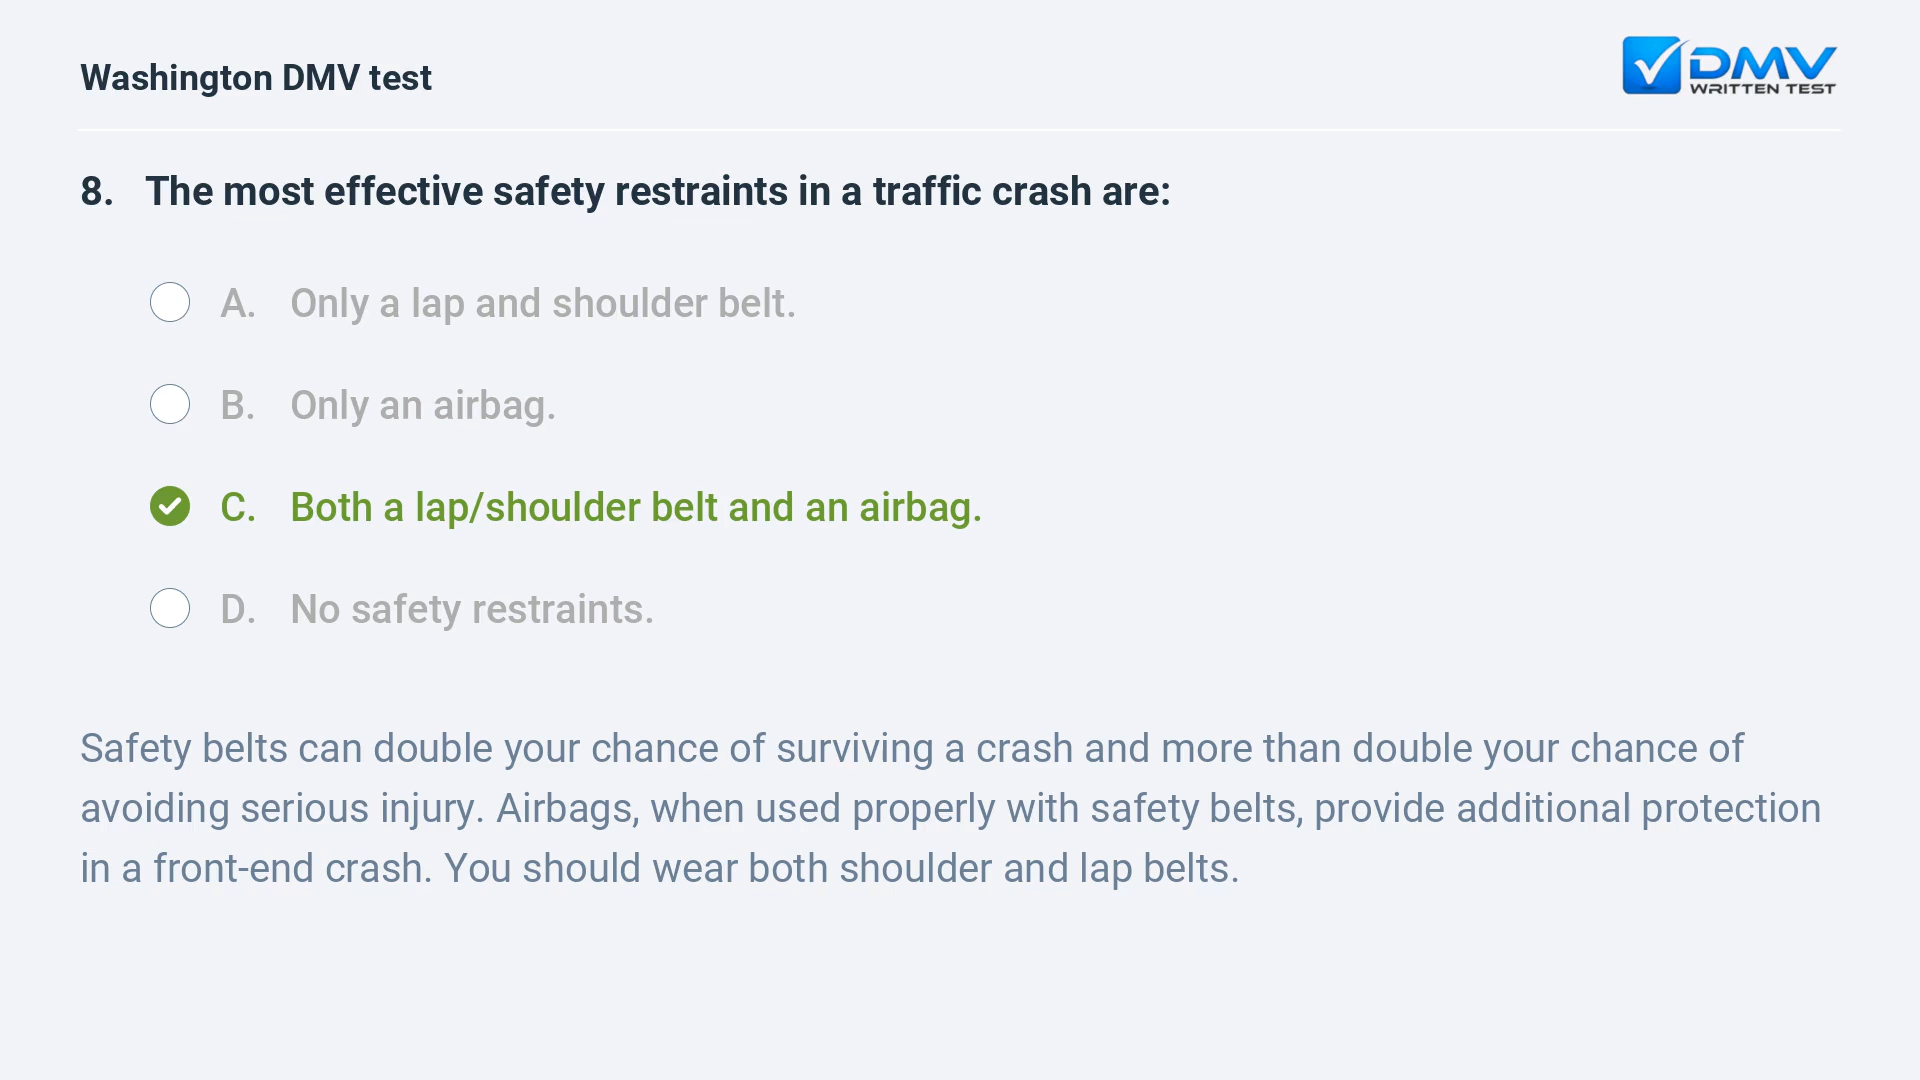 Washington DMV test
DMV
WRITTEN TEST
8. The most effective safety restraints in a traffic crash are:
A. Only a lap and shoulder belt.
B. Only an airbag.
C. Both a lap/shoulder belt and an airbag.
D. No safety restraints.
Safety belts can double your chance of surviving a crash and more than double your chance of
avoiding serious injury. Airbags, when used properly with safety belts, provide additional protection
in a front-end crash. You should wear both shoulder and lap belts.